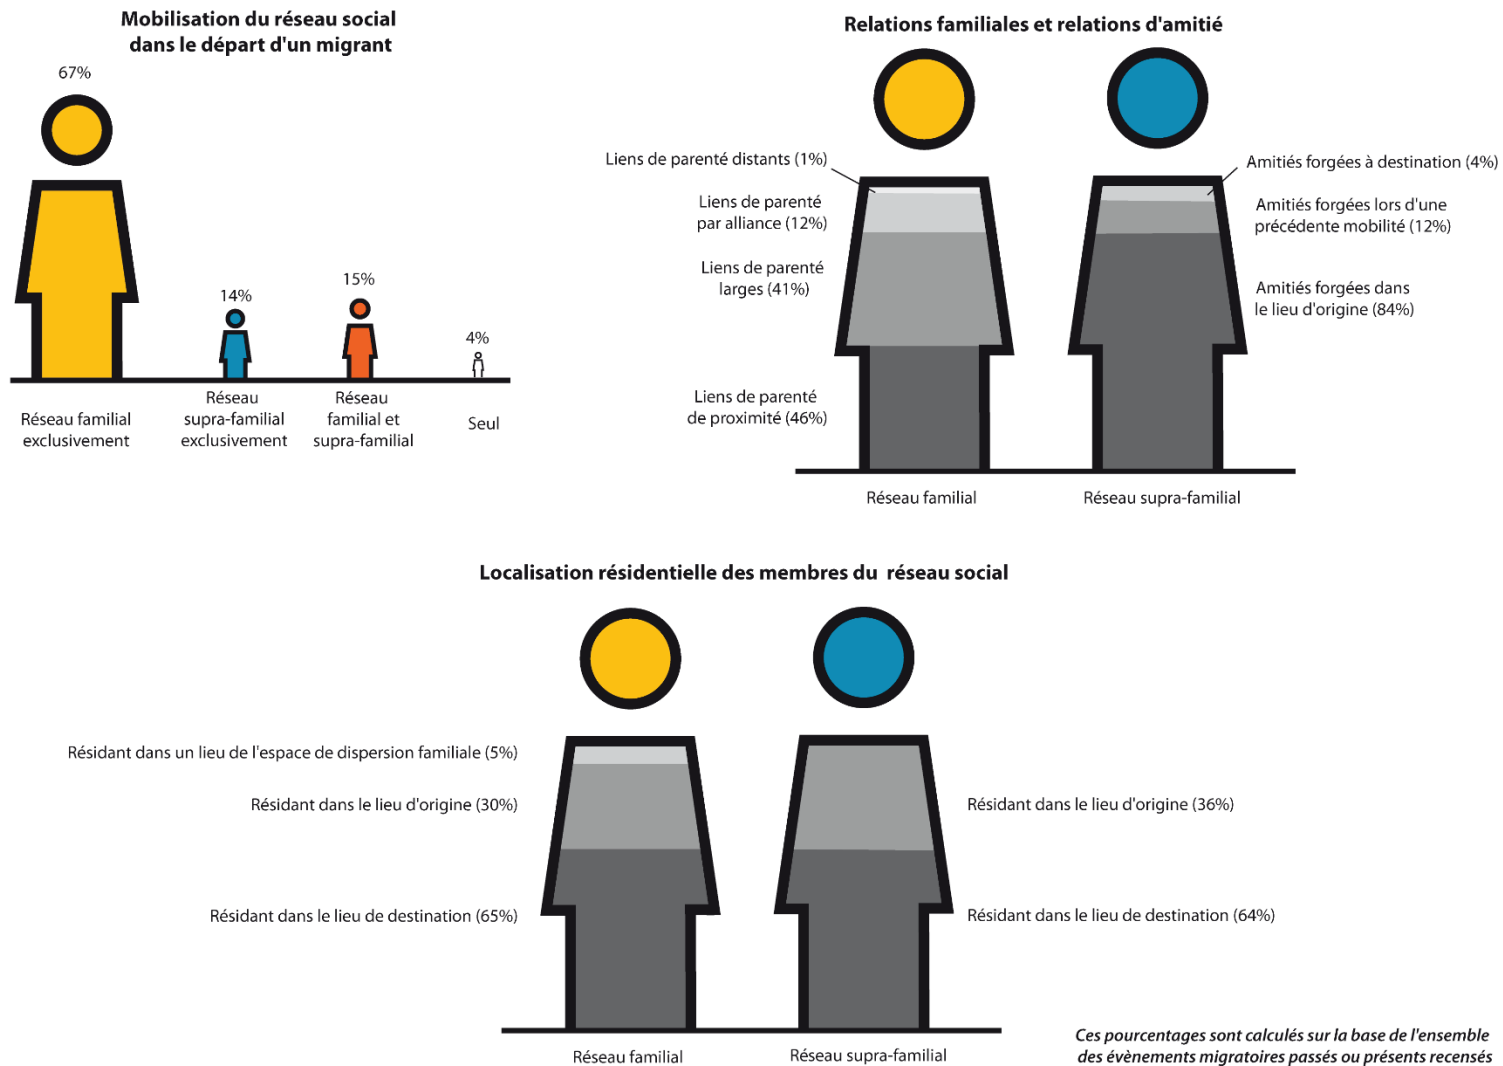 Mobilisation du réseau social
dans le départ d'un migrant
67%
14%
15%
4%
Réseau familial
exclusivement
Réseau
supra-familial
exclusivement
Réseau
familial et
supra-familial
Seul
Relations familiales et relations d'amitié
Liens de parenté distants (1%)
Liens de parenté
par alliance (12%)
Liens de parenté
larges (41%)
Liens de parenté
de proximité (46%)
Amitiés forgées à destination (4%)
Amitiés forgées lors d'une
précédente mobilité (12%)
Amitiés forgées dans
le lieu d'origine (84%)
Réseau familial
Réseau supra-familial
Localisation résidentielle des membres du réseau social
Résidant dans un lieu de l'espace de dispersion familiale (5%)
Résidant dans le lieu d'origine (30%)
Résidant dans le lieu de destination (65%)
Résidant dans le lieu d'origine (36%)
Résidant dans le lieu de destination (64%)
Réseau familial
Réseau supra-familial
Ces pourcentages sont calculés sur la base de l'ensemble
des évènements migratoires passés ou présents recensés